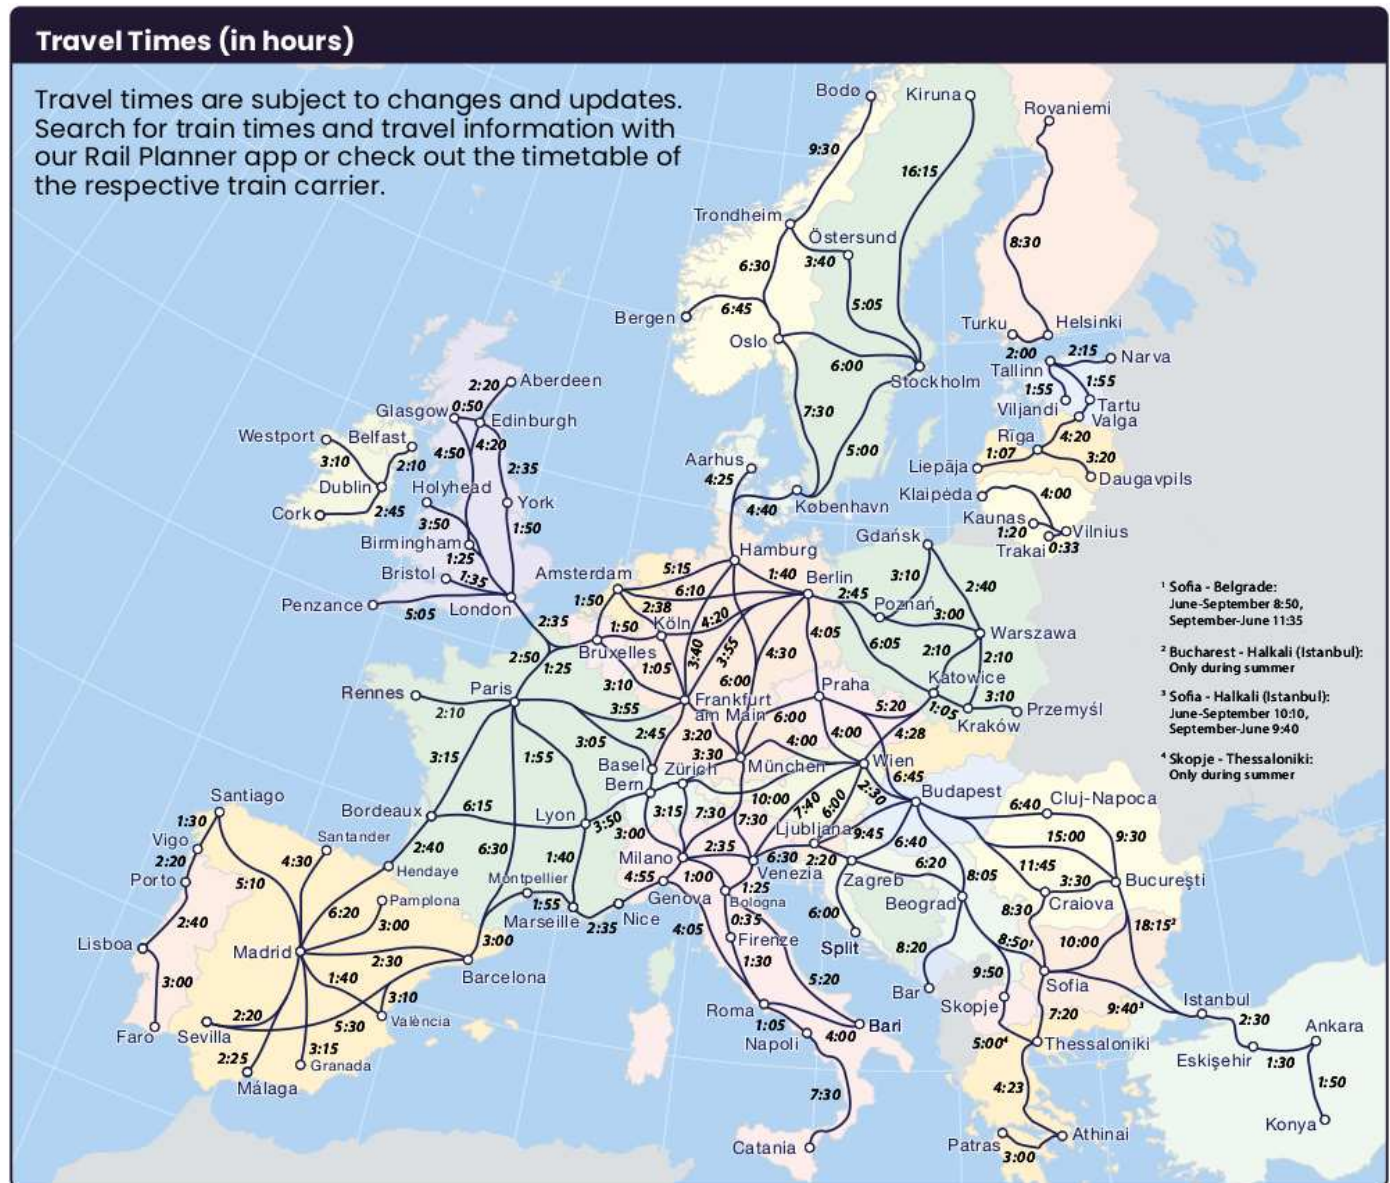 Travel Times (in hours)
Travel times are subject to changes and updates.
Search for train times and travel information with
our Rail Planner app or check out the timetable of
the respective train carrier.
Bodø
Kiruna
Rovaniemi
9:30
16:15
Trondheim
Östersund
8:30
6:30
3:40
5:05
6:45
Bergen
Oslo
Turku
Helsinki
6:00
2:00
2:15
Narva
Stockholm
Tallinn
1:55
1:55
Viljandi
Tartu
Valga
2:20
Aberdeen
7:30
Glasgow
0:50
Edinburgh
Westport
Belfast
Rīga
4:20
4:50
4:20
5:00
1:07
3:20
3:10
2:10
2:35
Aarhus
4:25
Liepāja
Daugavpils
Dublin
Holyhead
York
Klaipėda
4:00
Cork
2:45
3:50
1:50
4:40
København
Kaunas
1:20
Vilnius
Birmingham
1:25
Hamburg
Gdańsk
Trakai
0:33
Bristol
1:35
Amsterdam
5:15
1:40
Berlin
3:10
2:40
Penzance
5:05
London
1:50
6:10
2:45
Poznań
2:35
2:38
4:20
3:00
1:50
Köln
4:05
Warszawa
Bruxelles
3:40
3:55
4:30
6:05
2:10
2:10
2:50
1:25
1:05
6:00
Rennes
Paris
3:10
Frankfurt
am Main
Praha
Katowice
2:10
3:55
5:20
1:05
3:10
Przemyśl
6:00
Kraków
3:15
1:55
3:05
2:45
3:20
4:00
4:00
4:28
3:30
Basel
Zürich
München
Wien
6:45
Bern
Budapest
Santiago
Bordeaux
6:15
Lyon
3:50
3:15
7:30
7:30
10:00
7:40
6:00
2:30
6:40
Cluj-Napoca
1:30
Santander
3:00
Ljubljana
9:45
6:40
15:00
9:30
Vigo
2:20
4:30
2:40
6:30
1:40
Milano
2:35
6:30
2:20
6:20
11:45
Porto
5:10
Hendaye
Montpellier
4:55
1:00
Venezia
Zagreb
8:05
3:30
Bucureşti
6:20
Pamplona
1:55
Genova
1:25
Bologna
Beograd
Craiova
2:40
3:00
Marseille
2:35
Nice
4:05
0:35
6:00
8:30
18:15²
Lisboa
Madrid
3:00
Firenze
Split
8:20
8:50¹
10:00
2:30
1:30
3:00
1:40
Barcelona
5:20
Bar
9:50
Sofia
3:10
Skopje
9:40³
Istanbul
2:20
5:30
València
Roma
Bari
7:20
2:30
Ankara
Faro
Sevilla
1:05
4:00
5:00⁴
Thessaloniki
Eskişehir
1:30
2:25
3:15
Granada
Napoli
Málaga
4:23
1:50
7:30
Konya
Catania
Patras
3:00
Athinai
¹ Sofia - Belgrade:
June-September 8:50,
September-June 11:35
² Bucharest - Halkali (Istanbul):
Only during summer
³ Sofia - Halkali (Istanbul):
June-September 10:10,
September-June 9:40
⁴ Skopje - Thessaloniki:
Only during summer